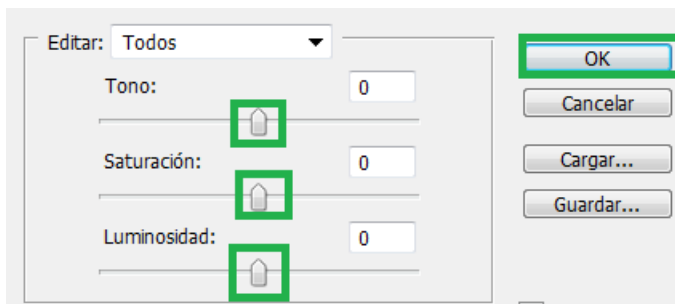 Editar: Todos
OK
Tono: 0
Cancelar
Saturación: 0
Cargar...
Guardar...
Luminosidad: 0